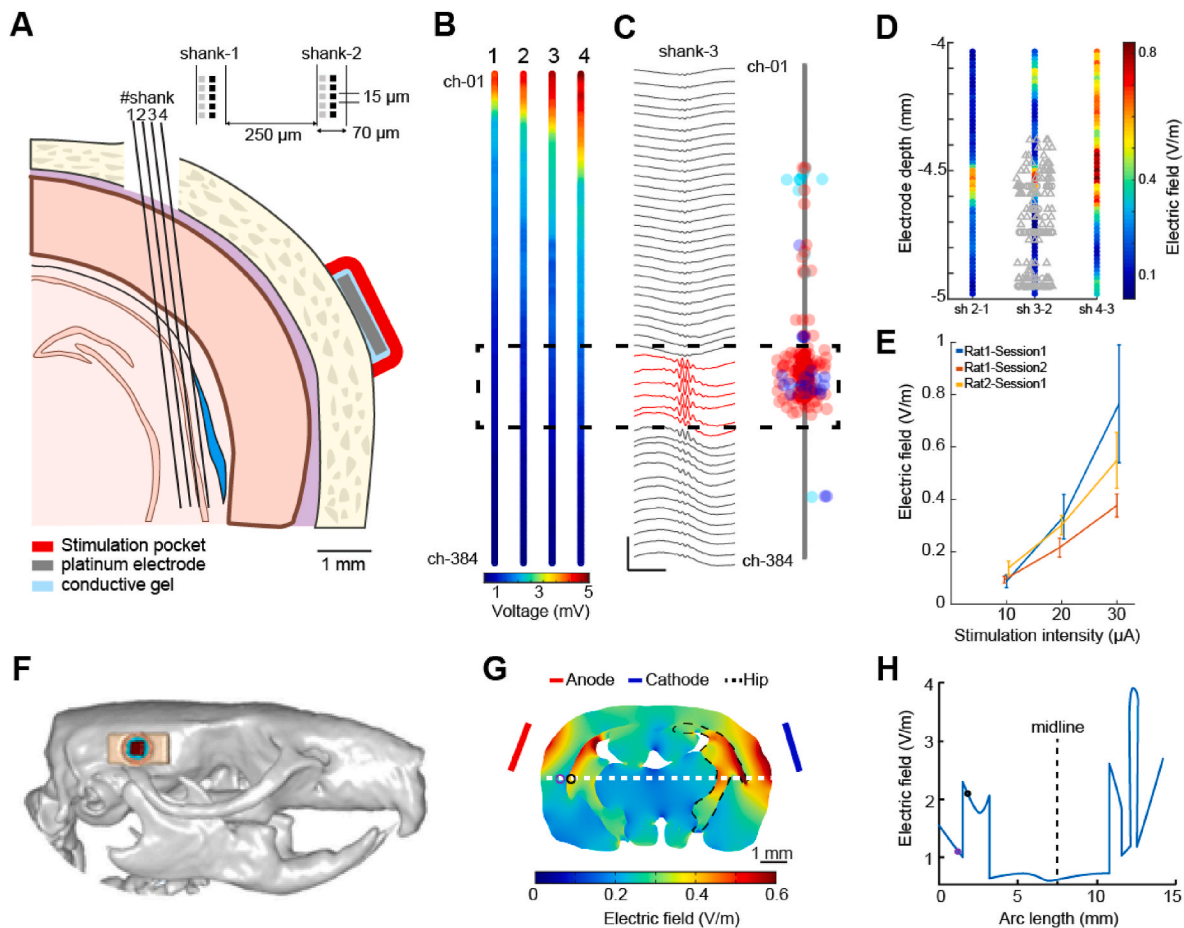 A
shank-1
shank-2
#shank
1234
15 µm
250 µm
70 µm
Stimulation pocket
platinum electrode
conductive gel
1 mm
B
1 2 3 4
ch-01
ch-384
1 3 5
Voltage (mV)
C
shank-3
ch-01
ch-384
D
-4
-4.5
-5
Electrode depth (mm)
sh 2-1 sh 3-2 sh 4-3
0.8
0.4
0.1
Electric field (V/m)
E
Rat1-Session1
Rat1-Session2
Rat2-Session1
1
0.8
0.6
0.4
0.2
0
Electric field (V/m)
10 20 30
Stimulation intensity (µA)
F
G
Anode Cathode Hip
1 mm
0 0.2 0.4 0.6
Electric field (V/m)
H
4
3
2
1
Electric field (V/m)
midline
0 5 10 15
Arc length (mm)